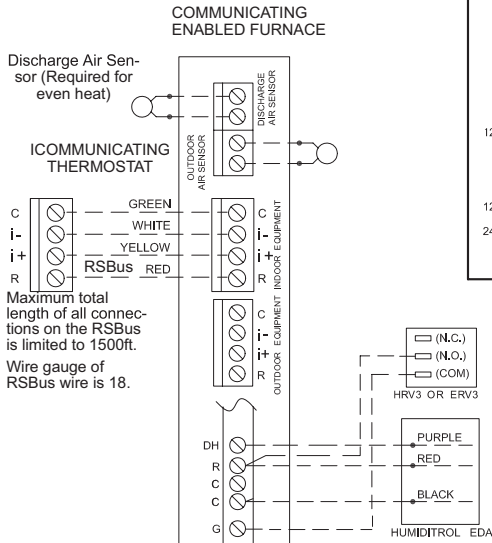 COMMUNICATING
ENABLED FURNACE
Discharge Air Sen-
sor (Required for
even heat)
DISCHARGE
AIR SENSOR
OUTDOOR
AIR SENSOR
ICOMMUNICATING
THERMOSTAT
C
i-
i+
R
GREEN
WHITE
YELLOW
RSBus RED
C
i-
i+
R
INDOOR EQUIPMENT
Maximum total
length of all connec-
tions on the RSBus
is limited to 1500ft.
Wire gauge of
RSBus wire is 18.
C
i-
i+
R
OUTDOOR EQUIPMENT
12
12
24
(N.C.)
(N.O.)
(COM)
HRV3 OR ERV3
DH
R
C
C
G
PURPLE
RED
BLACK
HUMIDITROL EDA